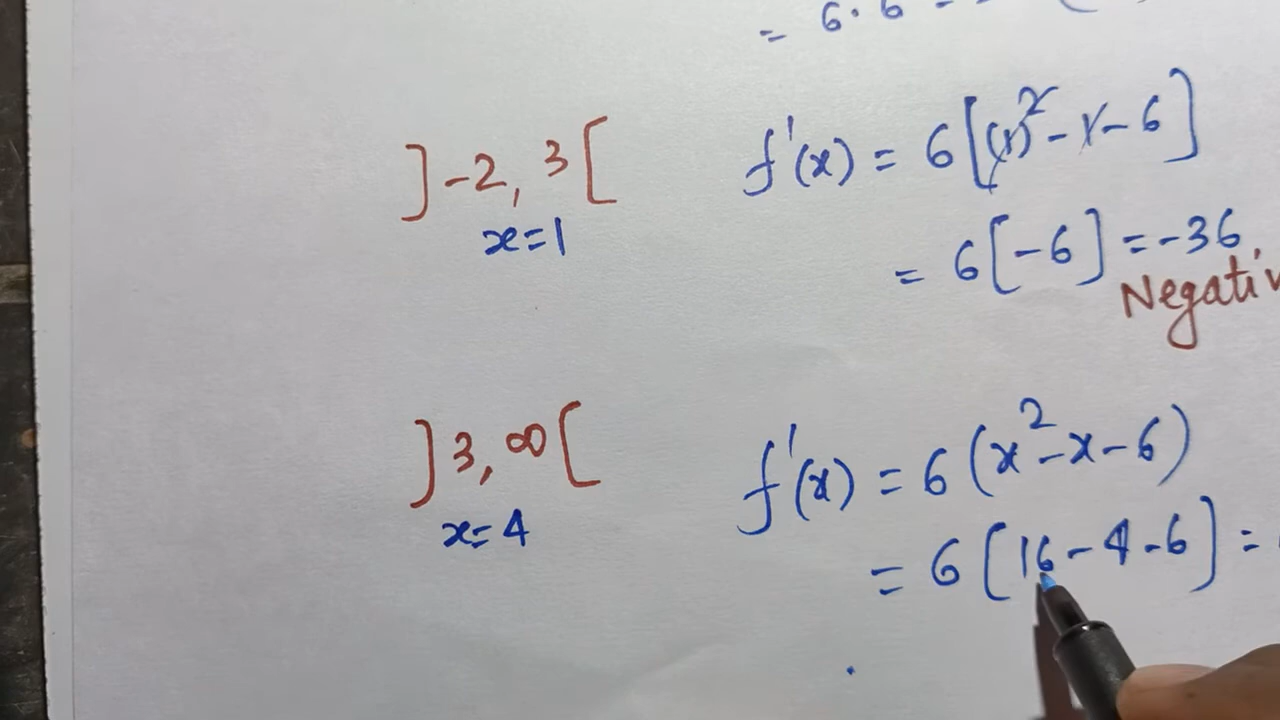 = 6.6 =
]-2, 3[
x=1
f'(x) = 6[(1)²-1-6]
= 6[-6] = -36
Negativ
]3, ∞[
x=4
f'(x) = 6(x²-x-6)
= 6[16-4-6] =